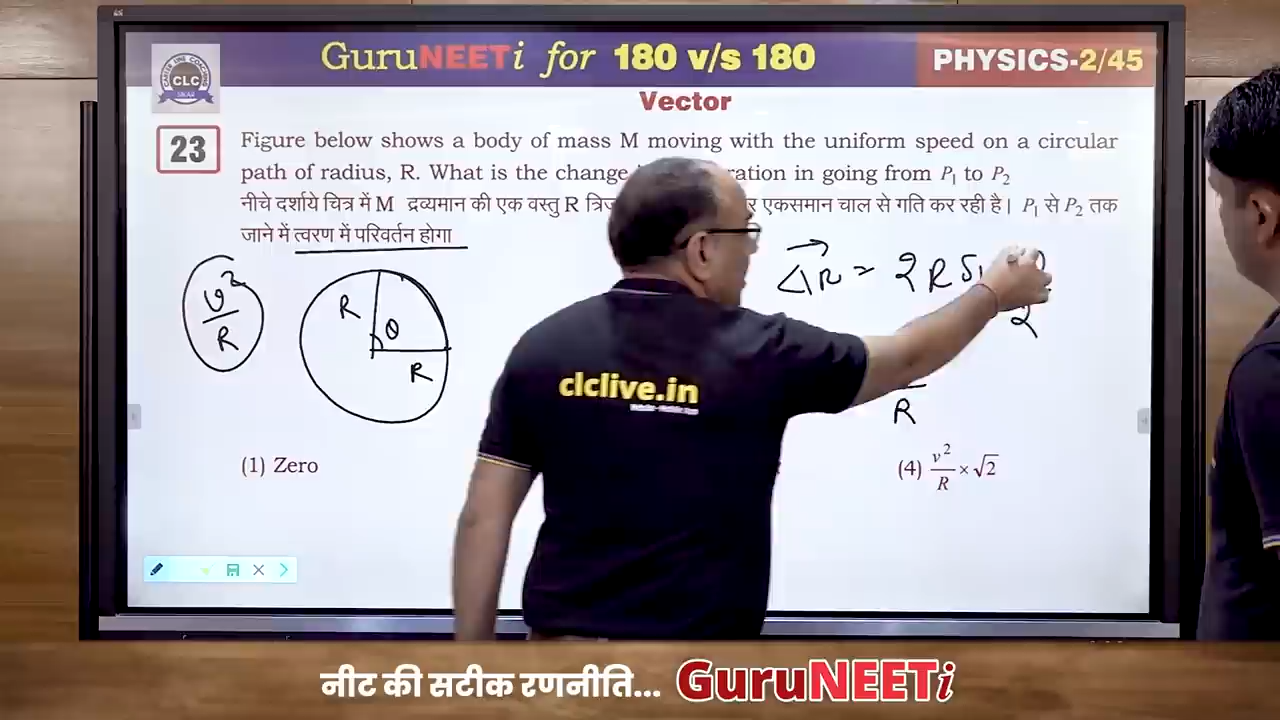 GuruNEETi for 180 v/s 180
PHYSICS-2/45
CLC
SIKAR
Vector
23
Figure below shows a body of mass M moving with the uniform speed on a circular
path of radius, R. What is the change ration in going from P₁ to P₂
नीचे दर्शाये चित्र में M द्रव्यमान की एक वस्तु R र एकसमान चाल से गति कर रही है। P₁ से P₂ तक
जाने में त्वरण में परिवर्तन होगा
v²/R
R
θ
R
Δr = 2R
2
R
(1) Zero
(4) v²/R × √2
clclive.in
नीट की सटीक रणनीति... GuruNEETi